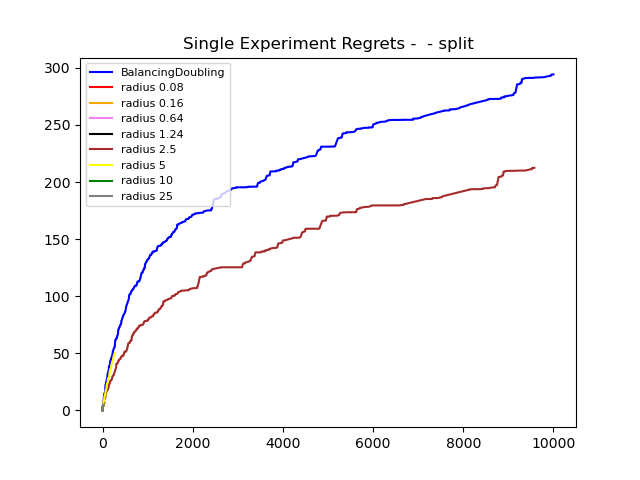 Single Experiment Regrets -  - split
300
250
200
150
100
50
0
BalancingDoubling
radius 0.08
radius 0.16
radius 0.64
radius 1.24
radius 2.5
radius 5
radius 10
radius 25
0 2000 4000 6000 8000 10000